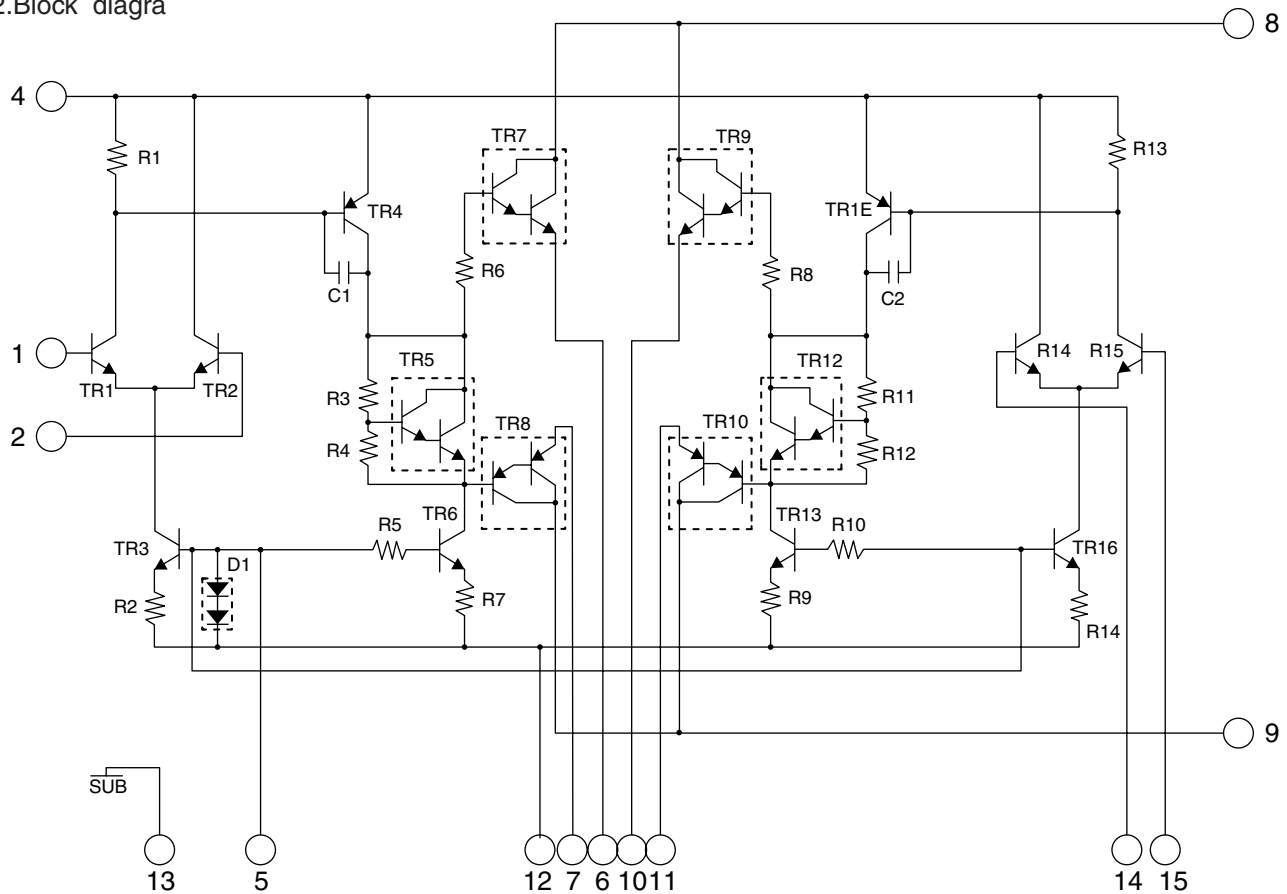 2.Block diagra
8
4
TR7
TR9
R1
R13
TR4
TR1E
R6
R8
C1
C2
1
TR5
TR12
R14
R15
TR1
TR2
R3
R11
TR8
TR10
2
R4
R12
TR6
TR13
R5
R10
TR3
D1
TR16
R2
R7
R9
R14
9
SUB
13
5
12
7
6
10
11
14
15